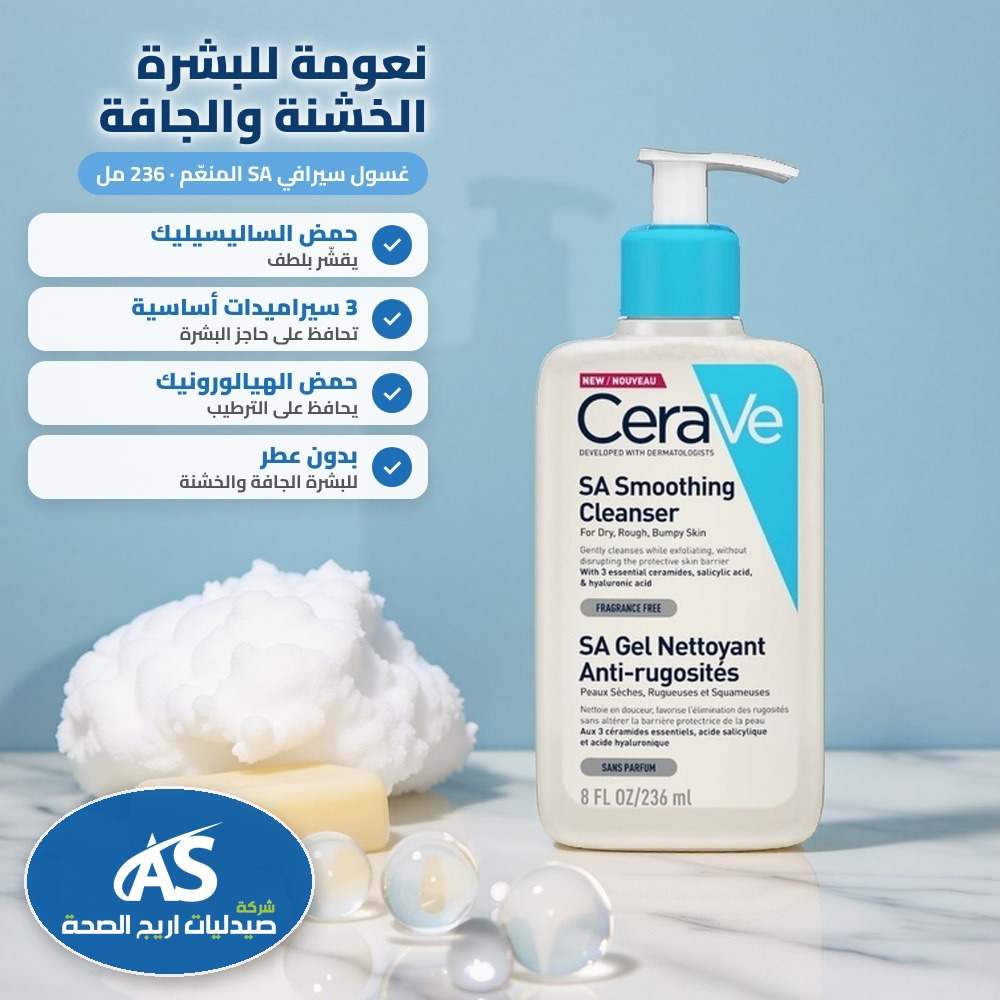 نعومة للبشرة
الخشنة والجافة
غسول سيرافي SA المنعّم · 236 مل
حمض الساليسيليك
يقشّر بلطف
3 سيراميدات أساسية
تحافظ على حاجز البشرة
حمض الهيالورونيك
يحافظ على الترطيب
بدون عطر
للبشرة الجافة والخشنة
NEW / NOUVEAU
CeraVe
DEVELOPED WITH DERMATOLOGISTS
SA Smoothing
Cleanser
For Dry, Rough, Bumpy Skin
Gently cleanses while exfoliating, without
disrupting the protective skin barrier
With 3 essential ceramides, salicylic acid,
& hyaluronic acid
FRAGRANCE FREE
SA Gel Nettoyant
Anti-rugosités
Peaux Sèches, Rugueuses et Squameuses
Nettoie en douceur, favorise l'élimination des rugosités
sans altérer la barrière protectrice de la peau
Aux 3 céramides essentiels, acide salicylique
et acide hyaluronique
SANS PARFUM
8 FL OZ/236 ml
AS
شركة
صيدليات اريج الصحة